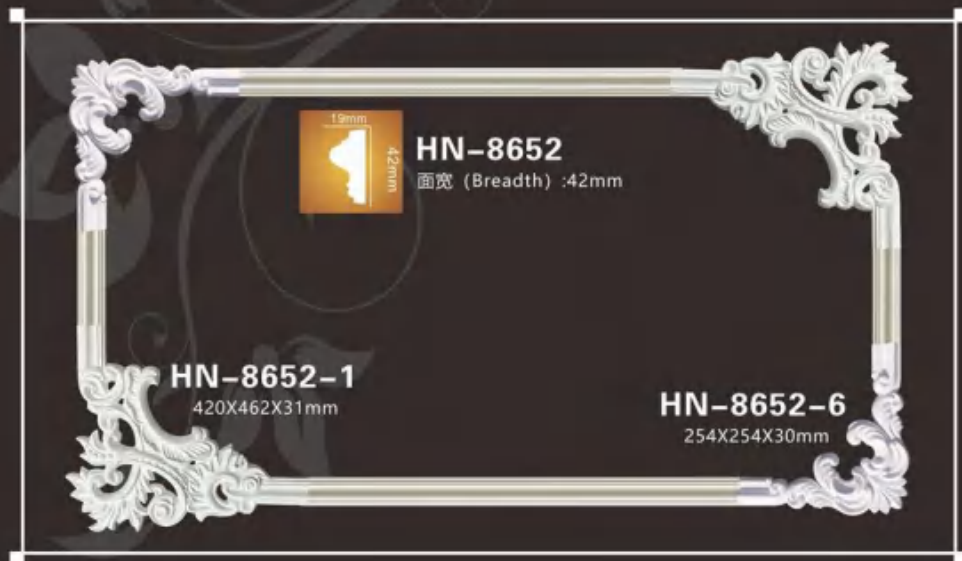 19mm
42mm
HN-8652
面宽 (Breadth) :42mm
HN-8652-1
420X462X31mm
HN-8652-6
254X254X30mm